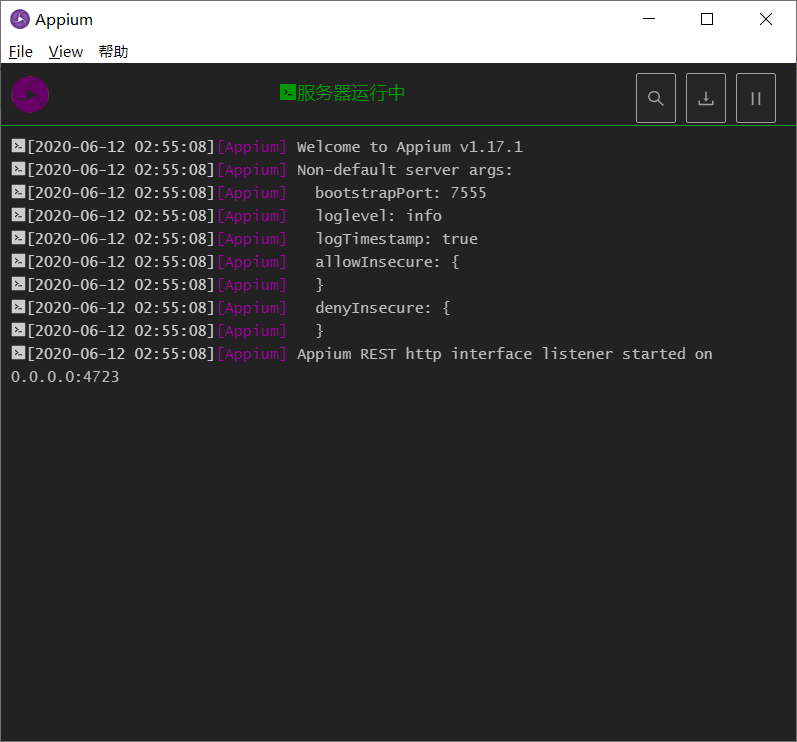 Appium
File View 帮助
服务器运行中
[2020-06-12 02:55:08][Appium] Welcome to Appium v1.17.1
[2020-06-12 02:55:08][Appium] Non-default server args:
[2020-06-12 02:55:08][Appium]   bootstrapPort: 7555
[2020-06-12 02:55:08][Appium]   loglevel: info
[2020-06-12 02:55:08][Appium]   logTimestamp: true
[2020-06-12 02:55:08][Appium]   allowInsecure: {
[2020-06-12 02:55:08][Appium]   }
[2020-06-12 02:55:08][Appium]   denyInsecure: {
[2020-06-12 02:55:08][Appium]   }
[2020-06-12 02:55:08][Appium] Appium REST http interface listener started on
0.0.0.0:4723